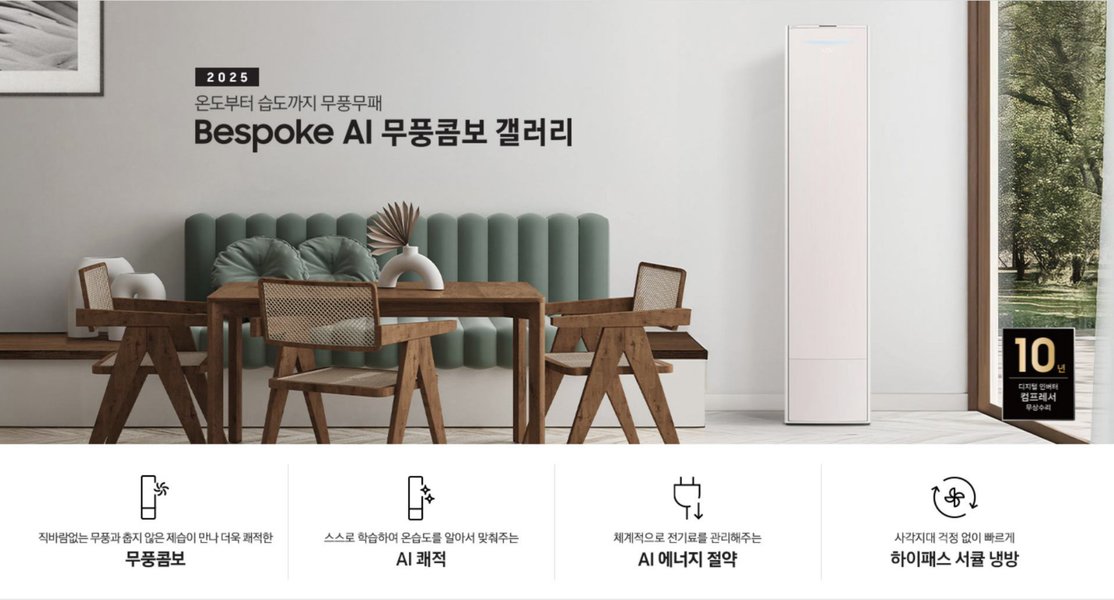 2025
온도부터 습도까지 무풍무패
Bespoke AI 무풍콤보 갤러리
10년
디지털 인버터
컴프레서
무상수리
직바람없는 무풍과 춥지 않은 제습이 만나 더욱 쾌적한
무풍콤보
스스로 학습하여 온습도를 알아서 맞춰주는
AI 쾌적
체계적으로 전기료를 관리해주는
AI 에너지 절약
사각지대 걱정 없이 빠르게
하이패스 서큘 냉방